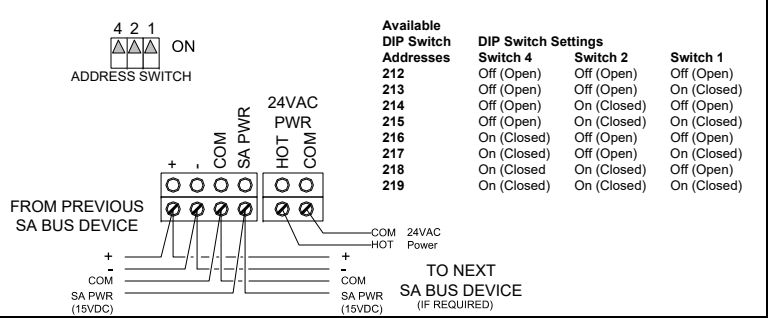 4 2 1
ON
ADDRESS SWITCH
Available
DIP Switch DIP Switch Settings
Addresses Switch 4 Switch 2 Switch 1
212 Off (Open) Off (Open) Off (Open)
213 Off (Open) Off (Open) On (Closed)
214 Off (Open) On (Closed) Off (Open)
215 Off (Open) On (Closed) On (Closed)
216 On (Closed) Off (Open) Off (Open)
217 On (Closed) Off (Open) On (Closed)
218 On (Closed On (Closed) Off (Open)
219 On (Closed) On (Closed) On (Closed)
24VAC
PWR
+ - COM SA PWR HOT COM
FROM PREVIOUS
SA BUS DEVICE
COM 24VAC
HOT Power
+ +
- -
COM COM
SA PWR SA PWR
(15VDC) (15VDC)
TO NEXT
SA BUS DEVICE
(IF REQUIRED)